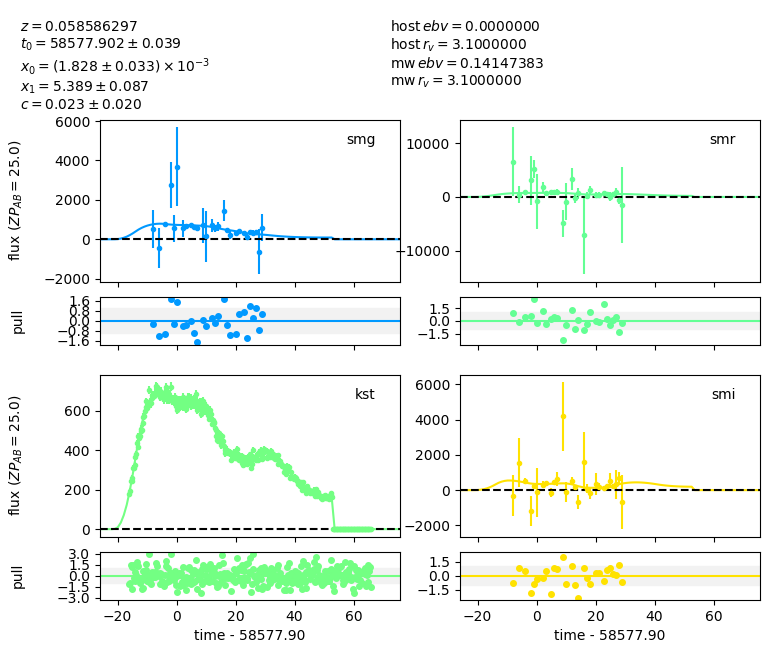 z = 0.058586297
t₀ = 58577.902 ± 0.039
x₀ = (1.828 ± 0.033) × 10⁻³
x₁ = 5.389 ± 0.087
c = 0.023 ± 0.020
host ebv = 0.0000000
host r_v = 3.1000000
mw ebv = 0.14147383
mw r_v = 3.1000000
smg
flux (ZP_AB = 25.0)
6000
4000
2000
0
−2000
smr
10000
0
−10000
pull
1.6
0.8
0.0
−0.8
−1.6
1.5
0.0
−1.5
kst
flux (ZP_AB = 25.0)
600
400
200
0
smi
6000
4000
2000
0
−2000
pull
3.0
1.5
0.0
−1.5
−3.0
1.5
0.0
−1.5
−20 0 20 40 60
time - 58577.90
−20 0 20 40 60
time - 58577.90